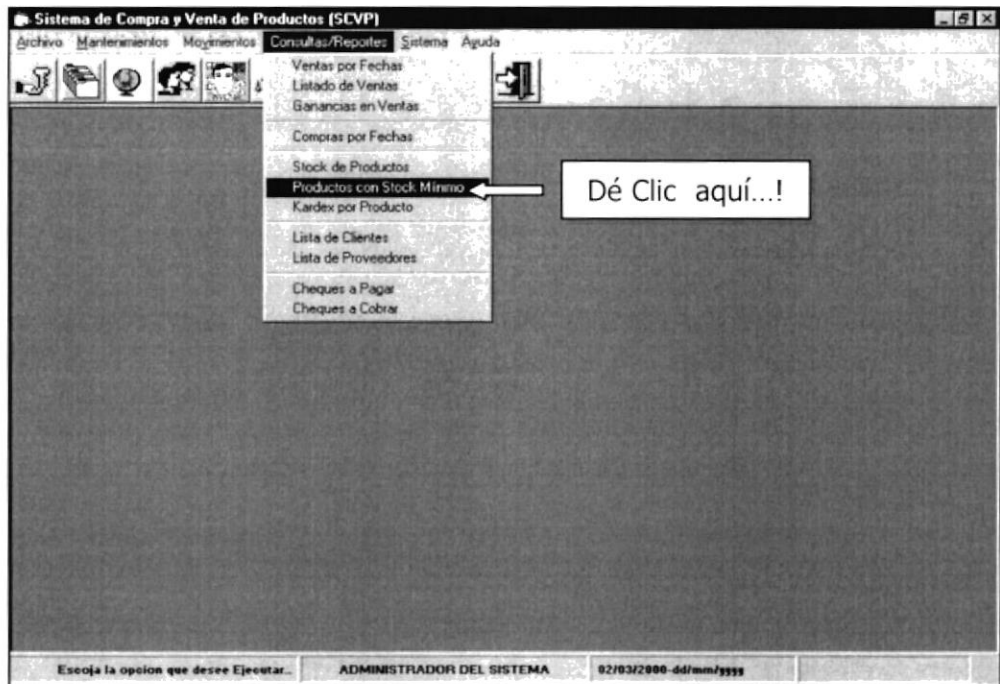 Sistema de Compra y Venta de Productos (SCVP)
Archivo Mantenimientos Movimientos Consultas/Reportes Sistema Ayuda
Ventas por Fechas
Listado de Ventas
Ganancias en Ventas
Compras por Fechas
Stock de Productos
Productos con Stock Mínimo
Dé Clic aquí...!
Kardex por Producto
Lista de Clientes
Lista de Proveedores
Cheques a Pagar
Cheques a Cobrar
Escoja la opcion que desee Ejecutar.. ADMINISTRADOR DEL SISTEMA 02/03/2000-dd/mm/yyyy